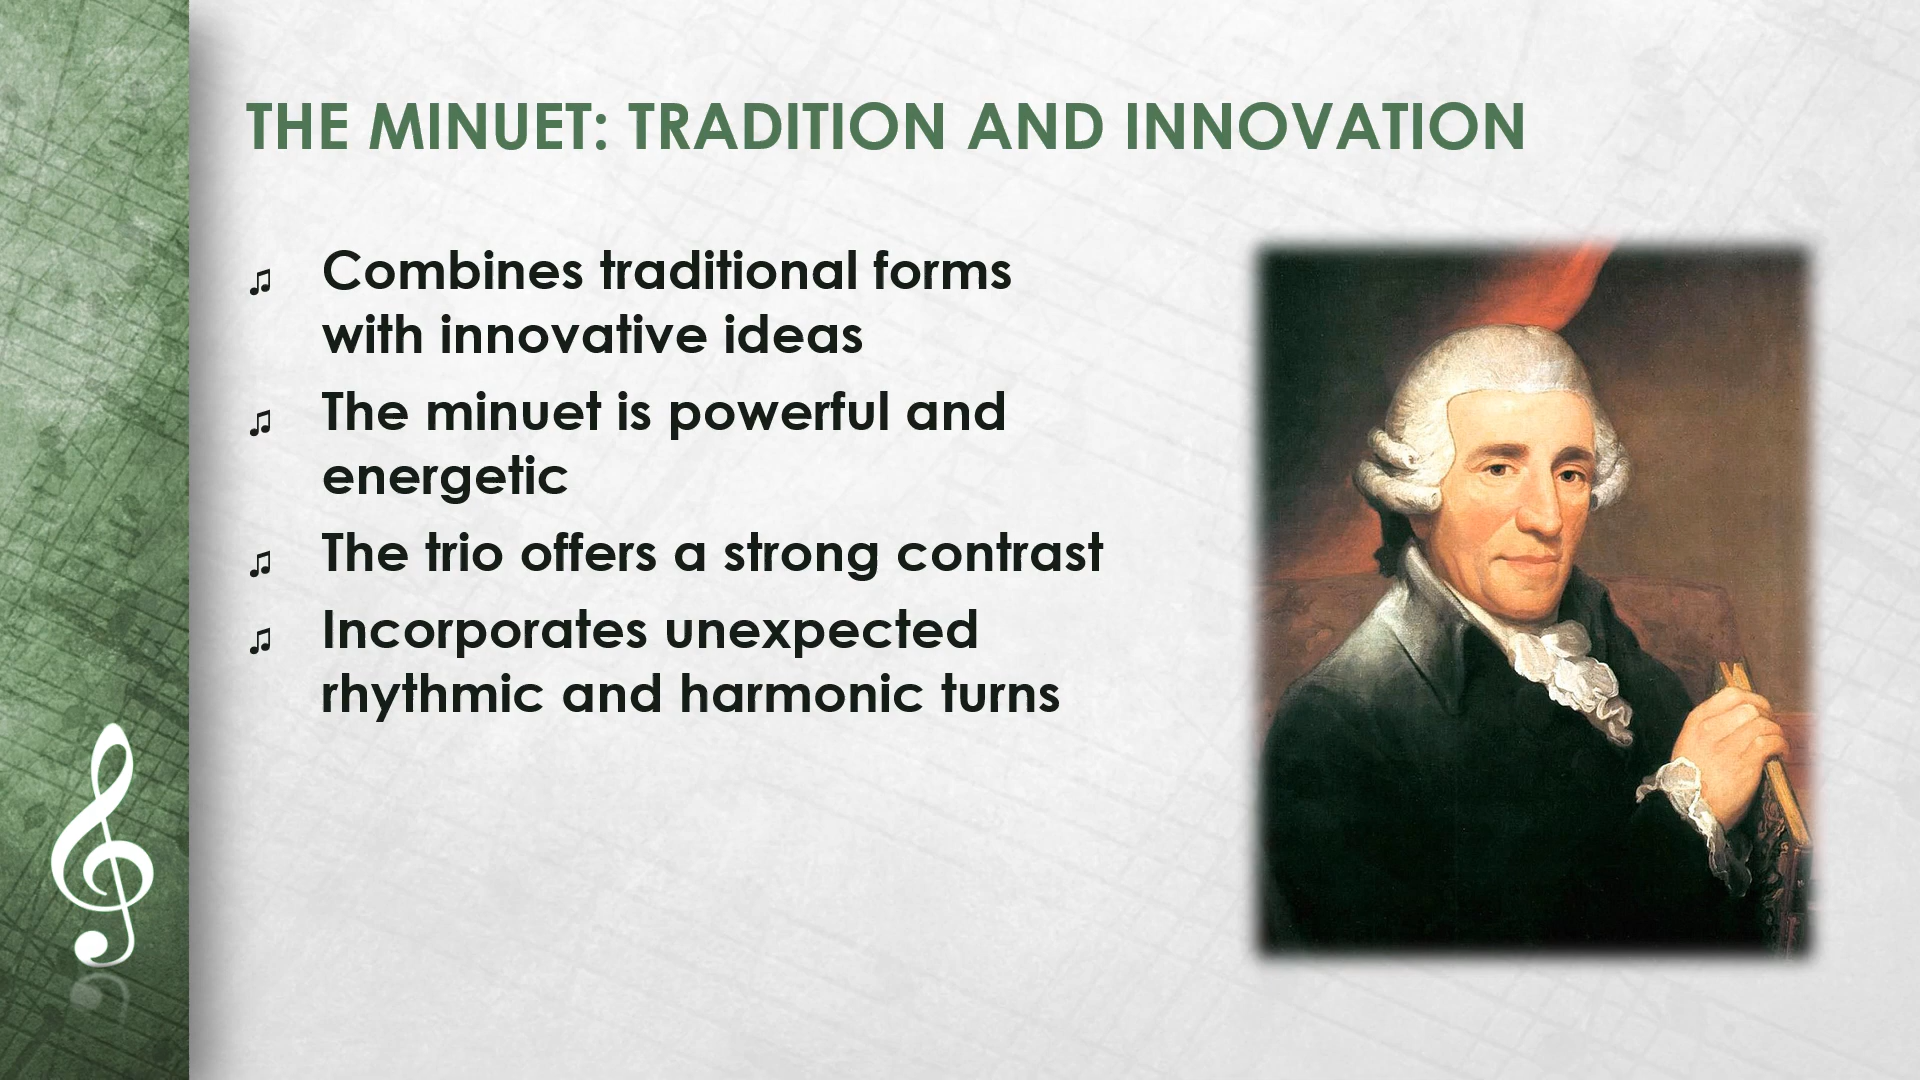 THE MINUET: TRADITION AND INNOVATION
♫ Combines traditional forms
with innovative ideas
♫ The minuet is powerful and
energetic
♫ The trio offers a strong contrast
♫ Incorporates unexpected
rhythmic and harmonic turns